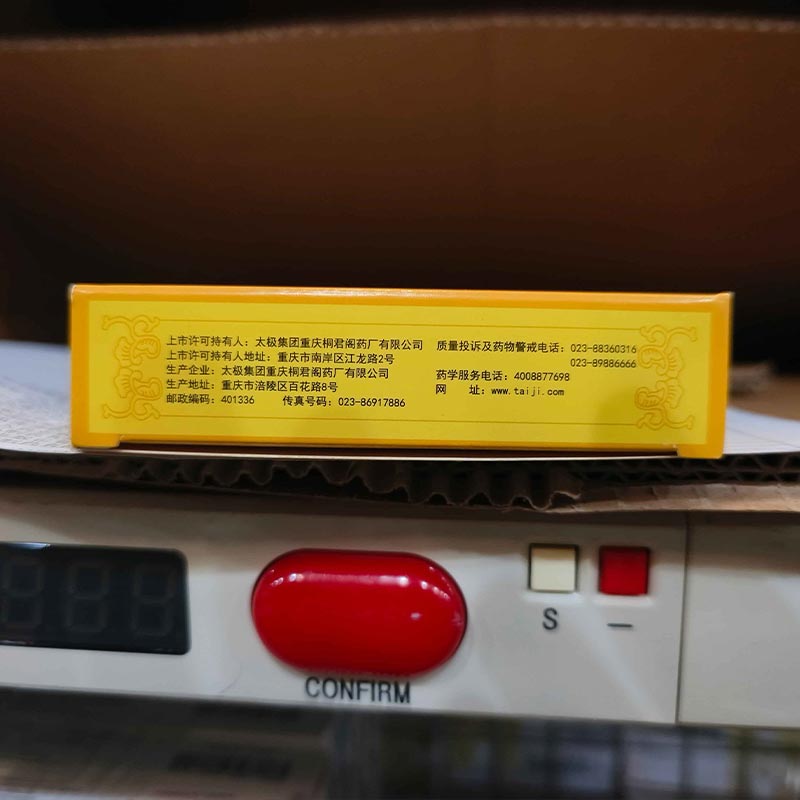 上市许可持有人：太极集团重庆桐君阁药厂有限公司
上市许可持有人地址：重庆市南岸区江龙路2号
生产企业：太极集团重庆桐君阁药厂有限公司
生产地址：重庆市涪陵区百花路8号
邮政编码：401336 传真号码：023-86917886
质量投诉及药物警戒电话：023-88360316
023-89886666
药学服务电话：4008877698
网 址：www.taiji.com
CONFIRM
S
—